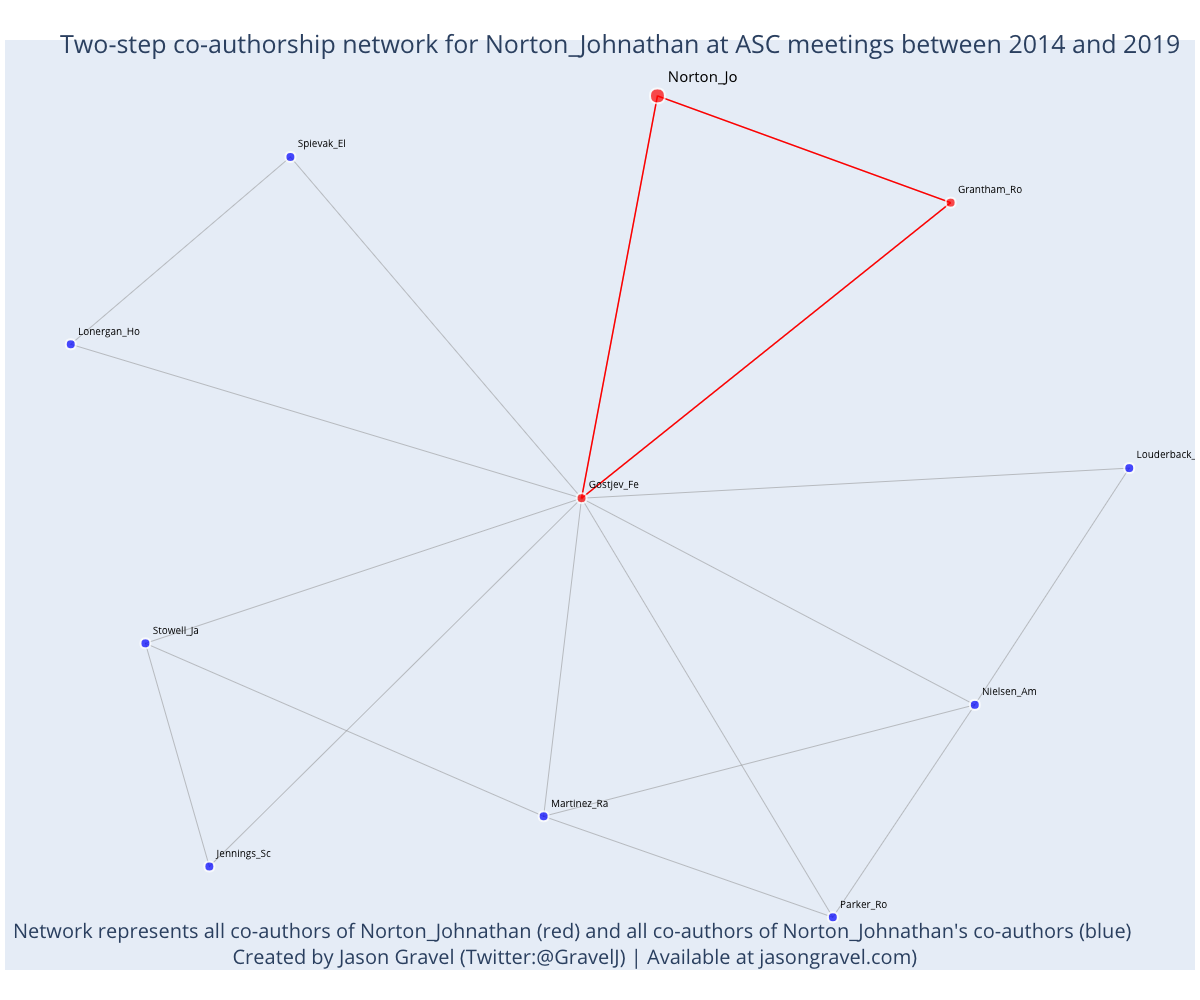 Two-step co-authorship network for Norton_Johnathan at ASC meetings between 2014 and 2019
Norton_Jo
Spievak_El
Grantham_Ro
Lonergan_Ho
Louderback_
Gostjev_Fe
Stowell_Ja
Nielsen_Am
Martinez_Ra
Jennings_Sc
Parker_Ro
Network represents all co-authors of Norton_Johnathan (red) and all co-authors of Norton_Johnathan's co-authors (blue)
Created by Jason Gravel (Twitter:@GravelJ) | Available at jasongravel.com)